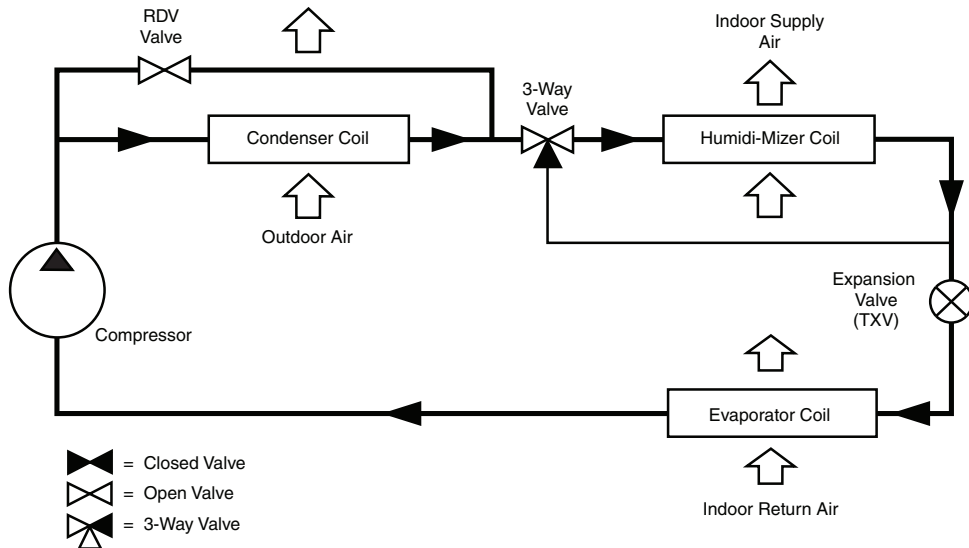 RDV
Valve
Indoor Supply
Air
3-Way
Valve
Condenser Coil
Humidi-Mizer Coil
Outdoor Air
Expansion
Valve
(TXV)
Compressor
Evaporator Coil
= Closed Valve
= Open Valve
= 3-Way Valve
Indoor Return Air